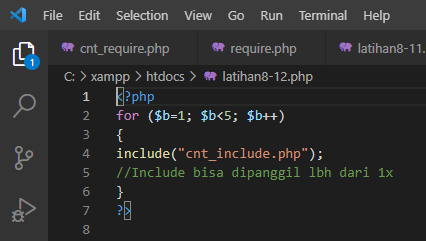 File Edit Selection View Go Run Terminal Help
cnt_require.php require.php latihan8-11.
1
C: > xampp > htdocs > latihan8-12.php
1 <?php
2 for ($b=1; $b<5; $b++)
3 {
4 include("cnt_include.php");
5 //Include bisa dipanggil lbh dari 1x
6 }
7 ?>
8